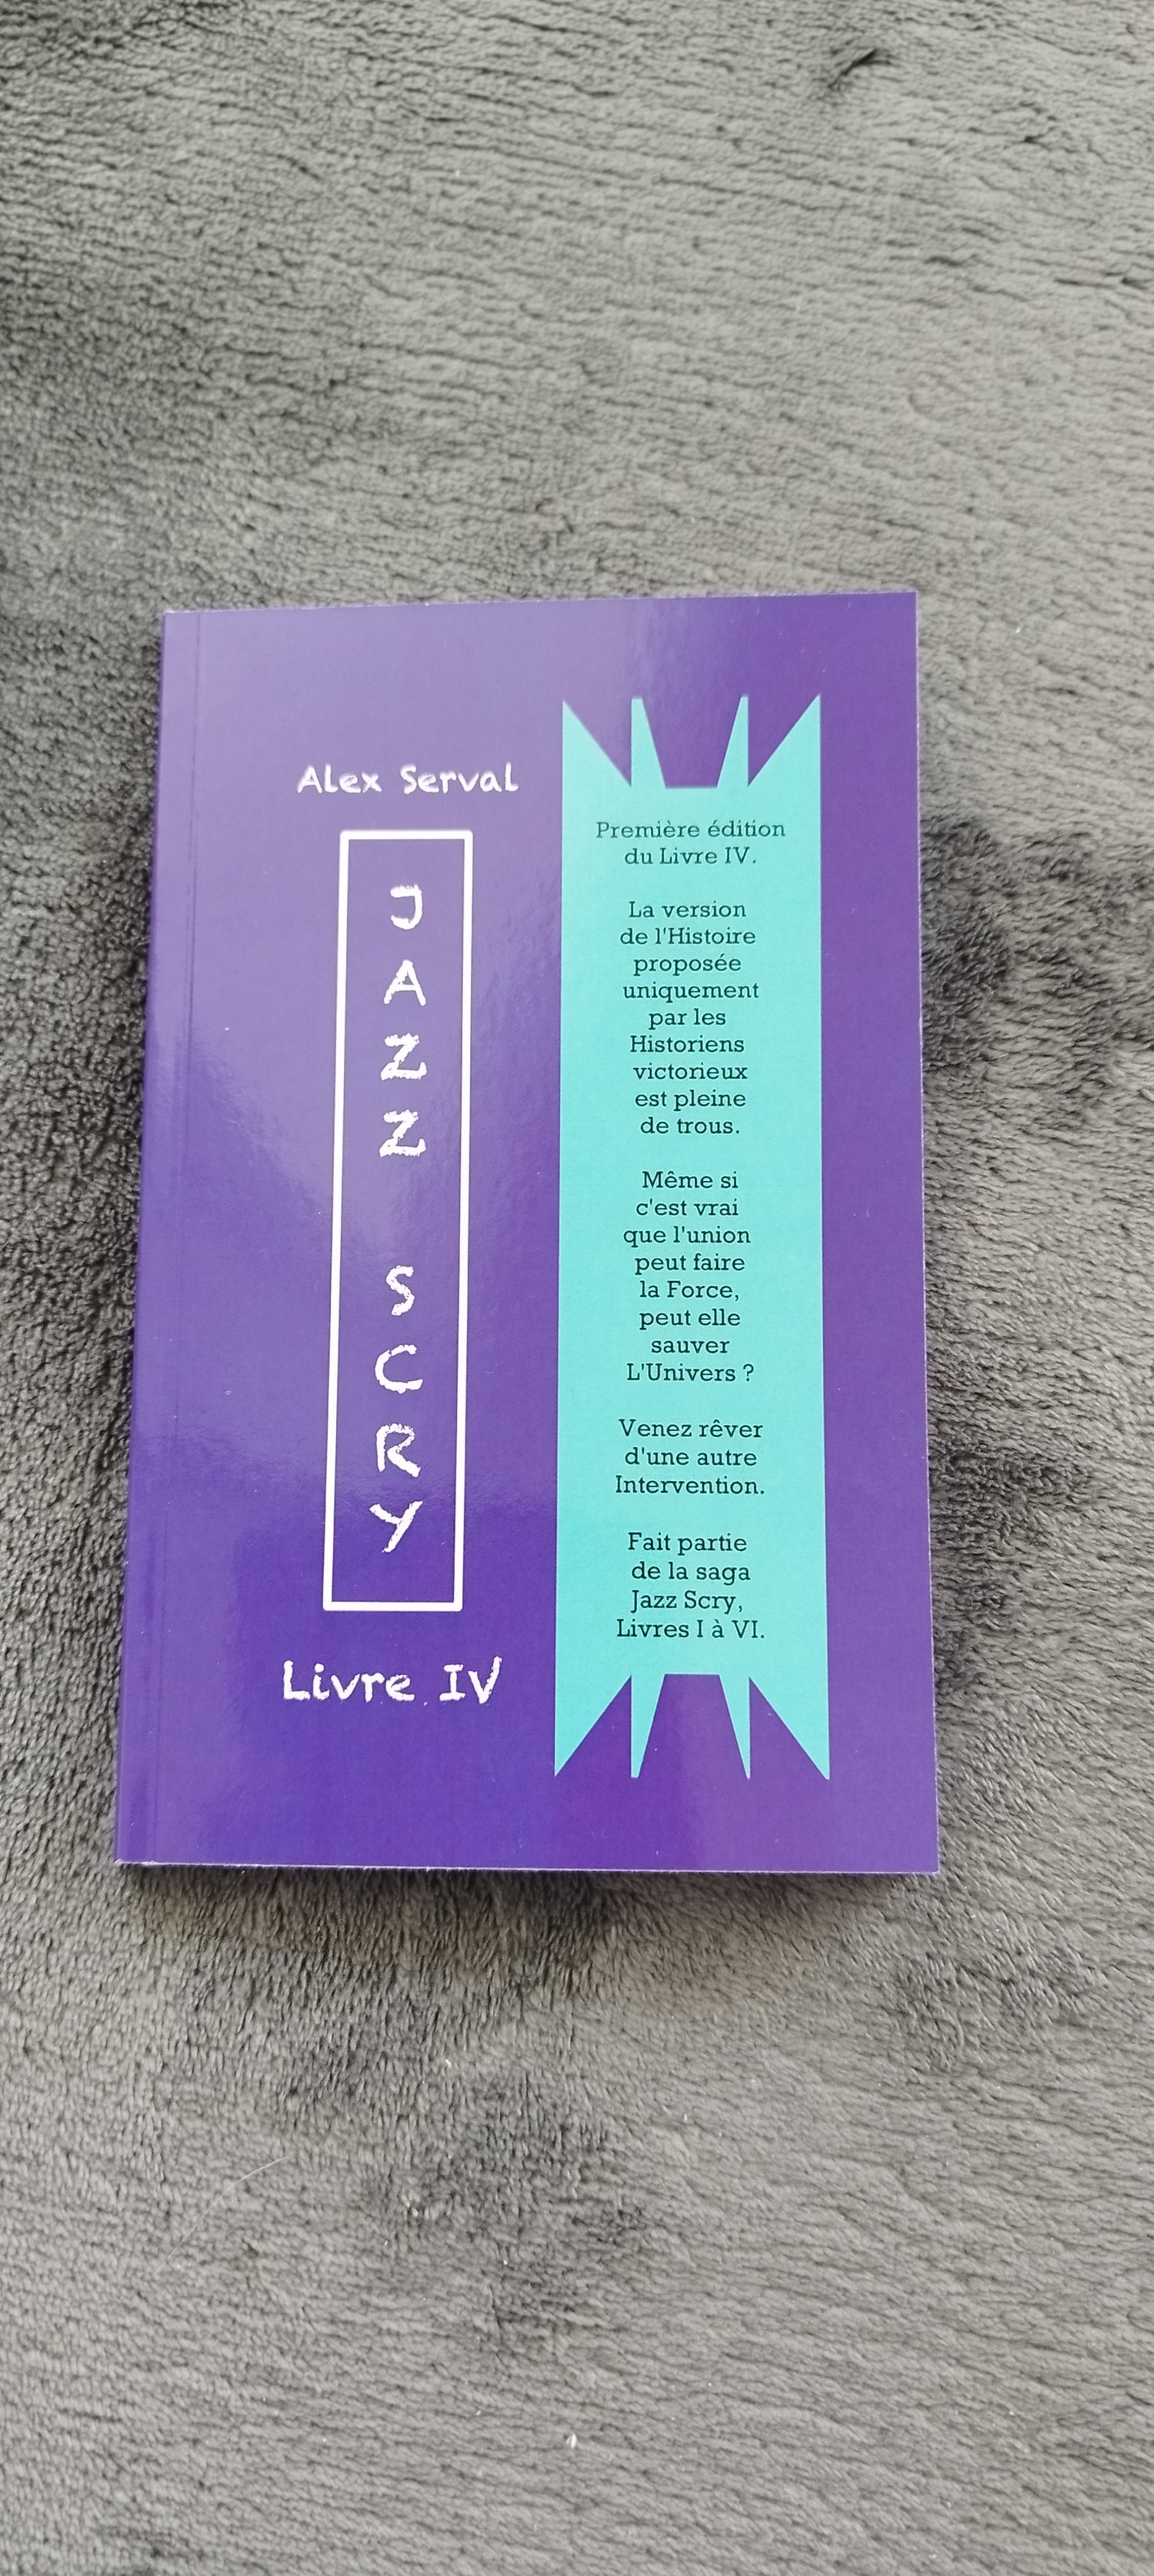 Alex Serval
JAZZ SCRY
Livre IV
Première édition
du Livre IV.
La version
de l'Histoire
proposée
uniquement
par les
Historiens
victorieux
est pleine
de trous.
Même si
c'est vrai
que l'union
peut faire
la Force,
peut elle
sauver
L'Univers ?
Venez rêver
d'une autre
Intervention.
Fait partie
de la saga
Jazz Scry,
Livres I à VI.